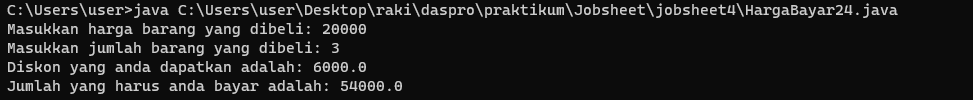 C:\Users\user>java C:\Users\user\Desktop\raki\daspro\praktikum\Jobsheet\jobsheet4\HargaBayar24.java
Masukkan harga barang yang dibeli: 20000
Masukkan jumlah barang yang dibeli: 3
Diskon yang anda dapatkan adalah: 6000.0
Jumlah yang harus anda bayar adalah: 54000.0